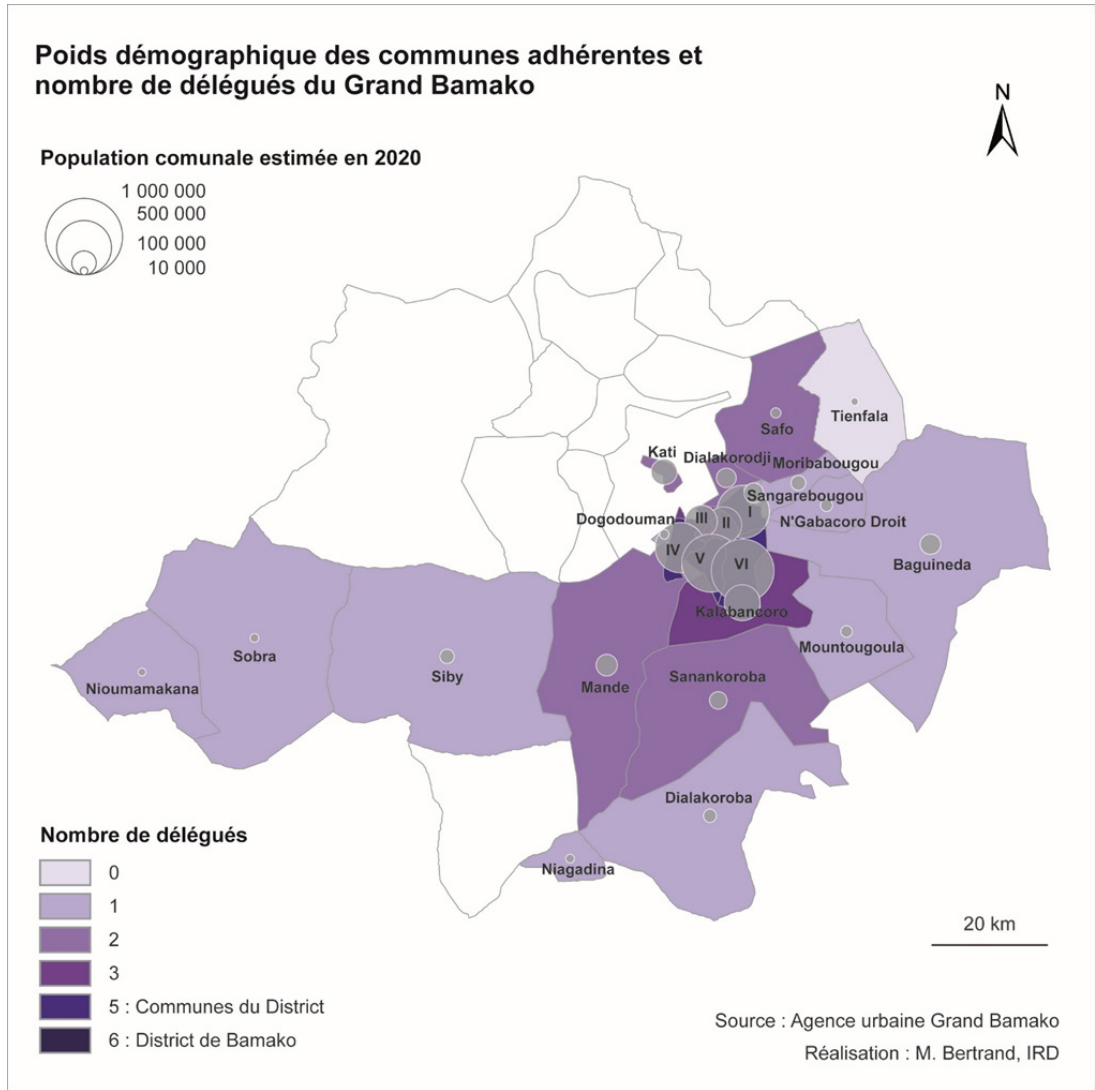 Poids démographique des communes adhérentes et
nombre de délégués du Grand Bamako
N
Population comunale estimée en 2020
1 000 000
500 000
100 000
10 000
Tienfala
Safo
Kati
Dialakorodji
Moribabougou
Sangarebougou
I
N'Gabacoro Droit
Dogodouman
III
II
IV
V
VI
Baguineda
Kalabancoro
Mountougoula
Sobra
Siby
Mande
Sanankoroba
Nioumamakana
Dialakoroba
Niagadina
Nombre de délégués
0
1
2
3
5 : Communes du District
6 : District de Bamako
20 km
Source : Agence urbaine Grand Bamako
Réalisation : M. Bertrand, IRD